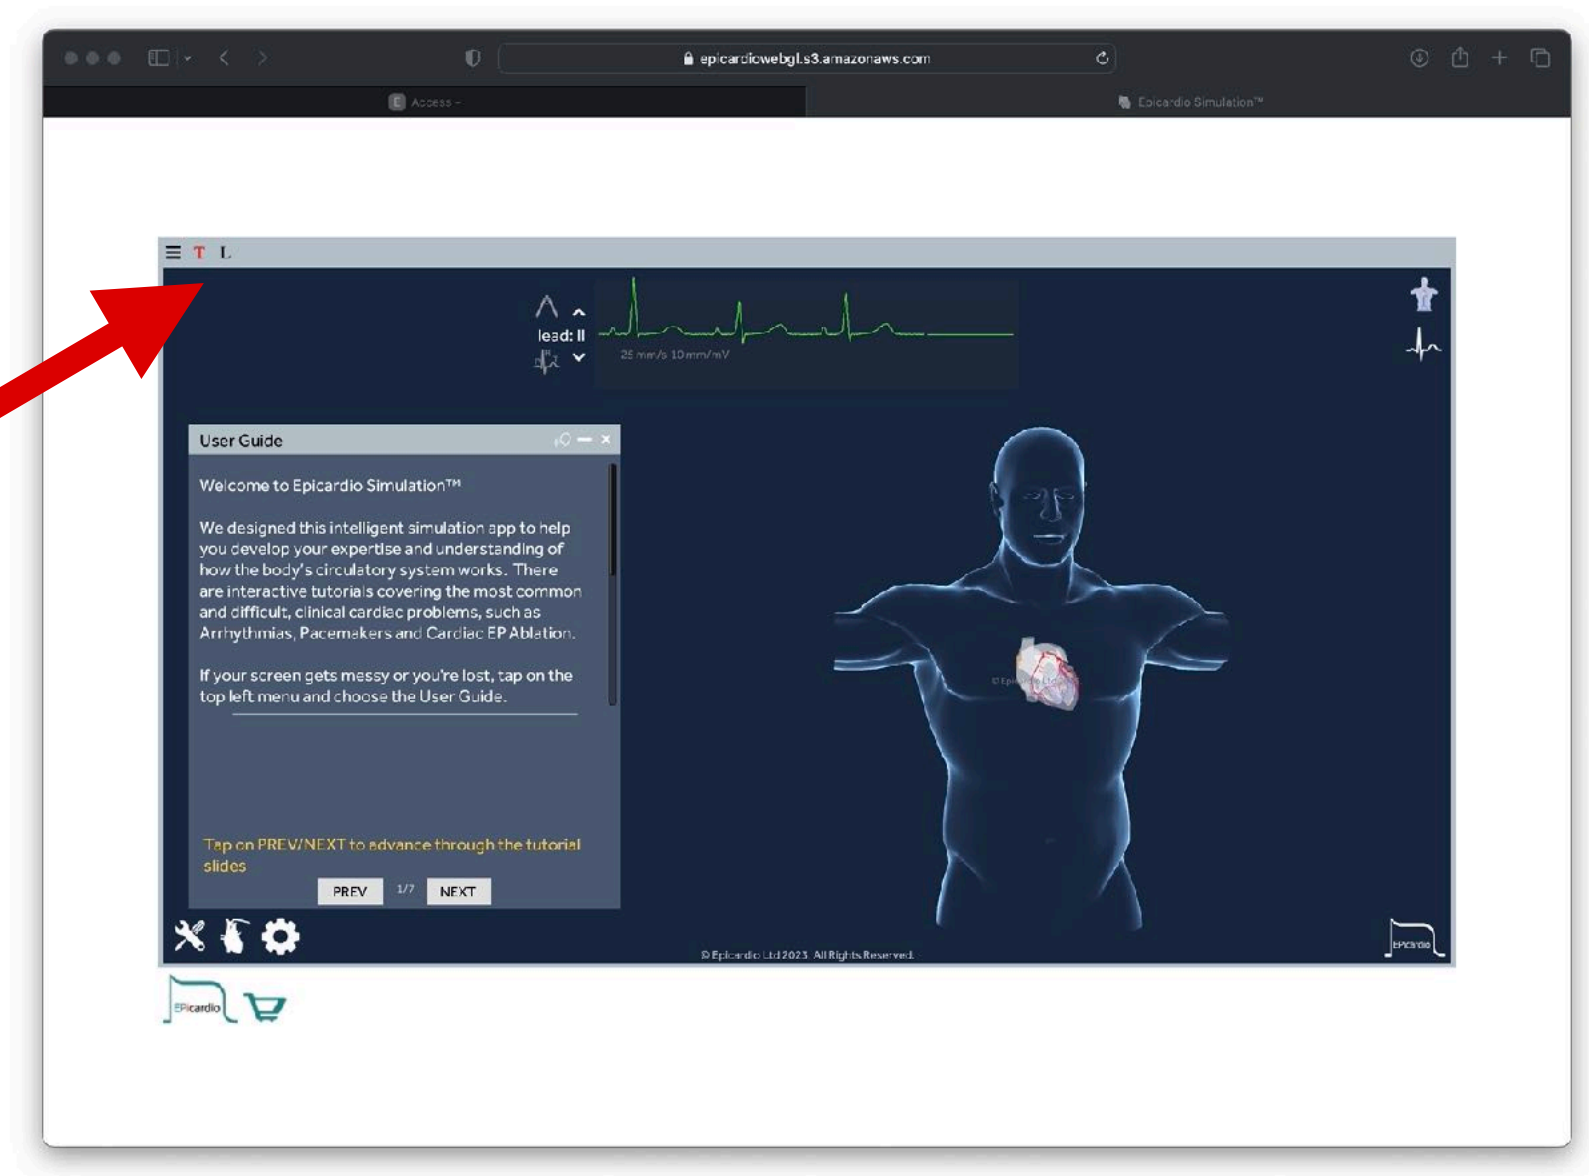 epicardiowebgl.s3.amazonaws.com
E Access -
Epicardio Simulation™
T L
lead: II
25 mm/s 10 mm/mV
User Guide
Welcome to Epicardio Simulation™
We designed this intelligent simulation app to help
you develop your expertise and understanding of
how the body's circulatory system works. There
are interactive tutorials covering the most common
and difficult, clinical cardiac problems, such as
Arrhythmias, Pacemakers and Cardiac EP Ablation.
If your screen gets messy or you're lost, tap on the
top left menu and choose the User Guide.
Tap on PREV/NEXT to advance through the tutorial
slides
PREV 1/7 NEXT
© Epicardio Ltd 2023. All Rights Reserved.
EPicardio
EPicardio